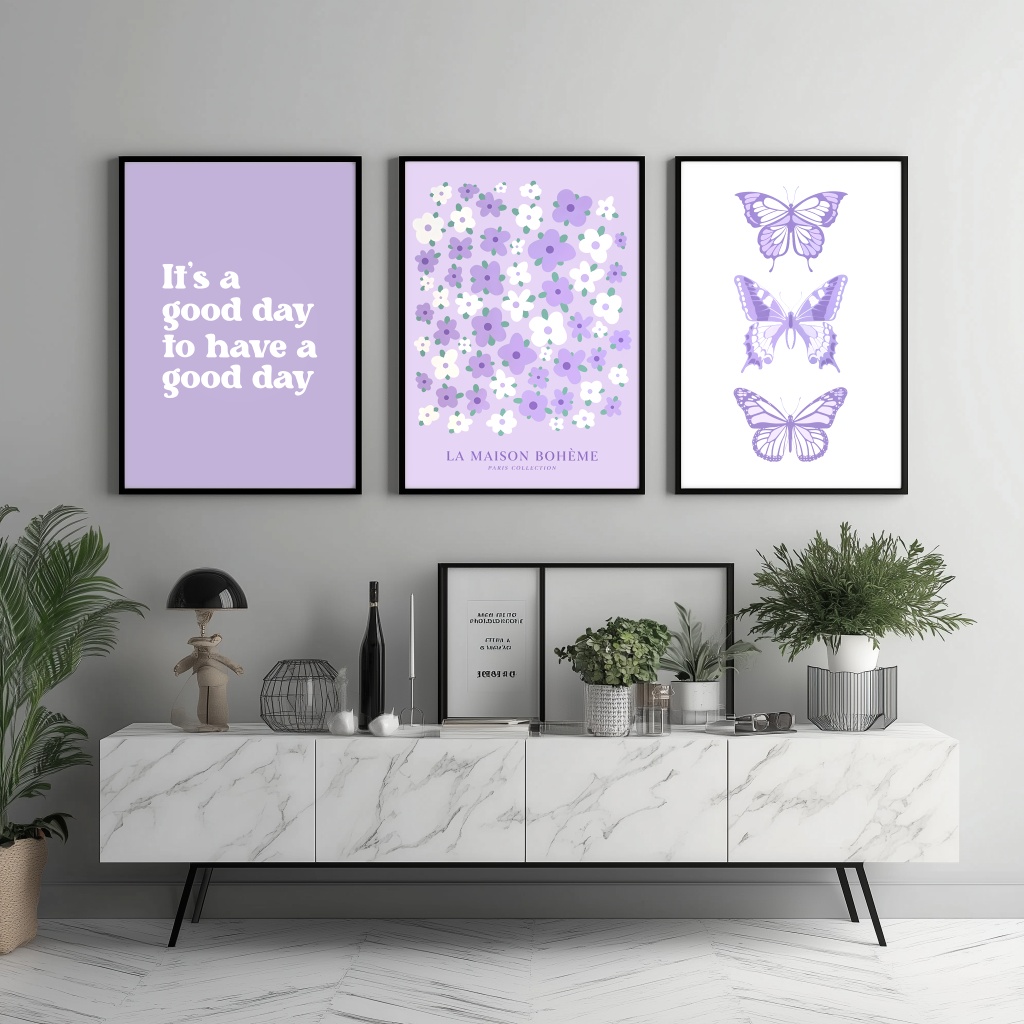 It's a
good day
to have a
good day
LA MAISON BOHÈME
PARIS COLLECTION